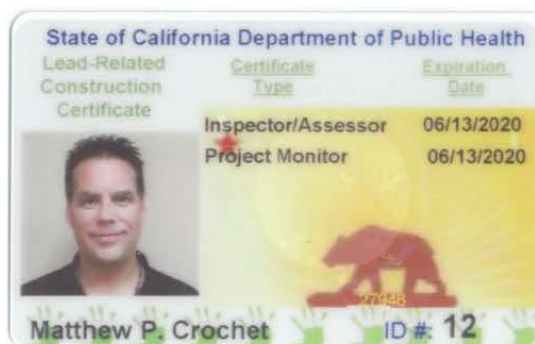 State of California Department of Public Health
Lead-Related
Construction
Certificate
Certificate
Type
Expiration
Date
Inspector/Assessor 06/13/2020
Project Monitor 06/13/2020
27948
Matthew P. Crochet ID #: 12